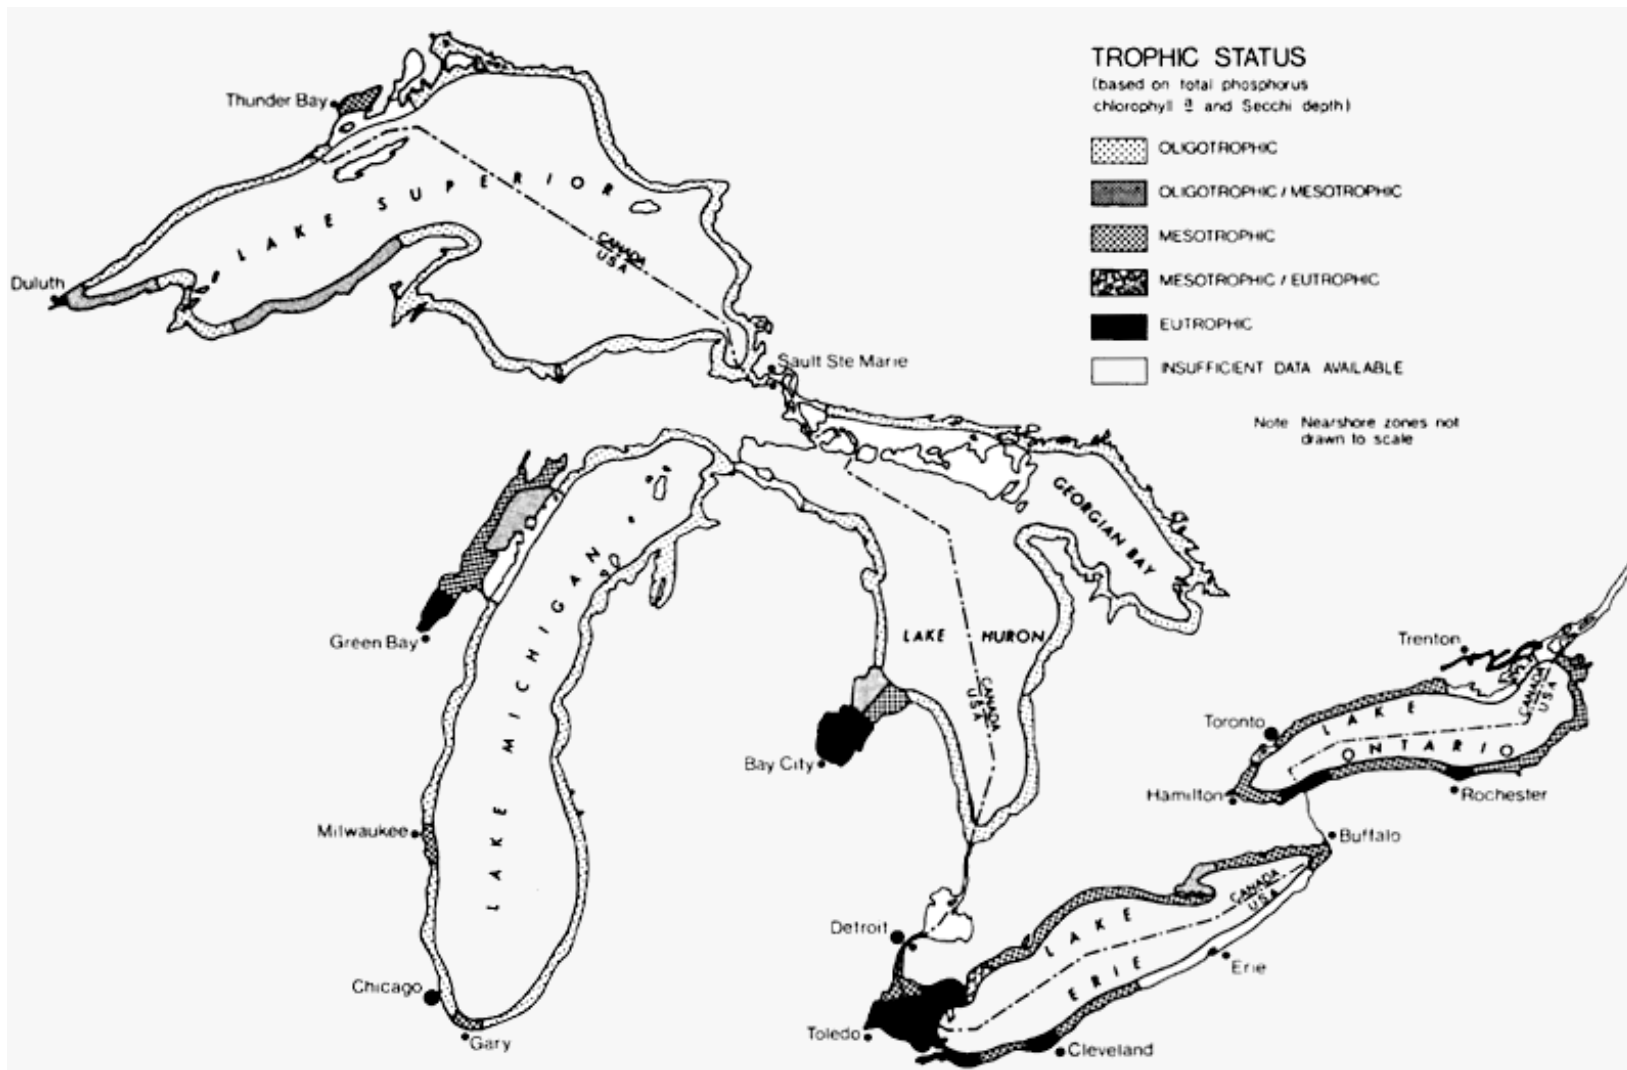 TROPHIC STATUS
(based on total phosphorus
chlorophyll a and Secchi depth)
OLIGOTROPHIC
OLIGOTROPHIC / MESOTROPHIC
MESOTROPHIC
MESOTROPHIC / EUTROPHIC
EUTROPHIC
INSUFFICIENT DATA AVAILABLE
Note Nearshore zones not
drawn to scale
Thunder Bay
LAKE SUPERIOR
CANADA
USA
Duluth
Sault Ste Marie
GEORGIAN BAY
LAKE MICHIGAN
Green Bay
LAKE HURON
CANADA
USA
Trenton
CANADA
USA
Toronto
LAKE
ONTARIO
Bay City
Hamilton
Rochester
Milwaukee
Buffalo
CANADA
USA
Detroit
LAKE
ERIE
Erie
Chicago
Toledo
Gary
Cleveland